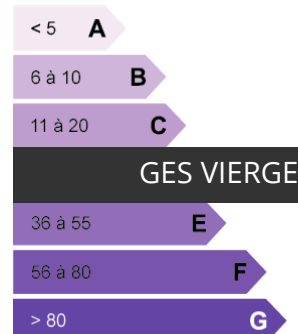 < 5 A
6 à 10 B
11 à 20 C
GES VIERGE
36 à 55 E
56 à 80 F
> 80 G